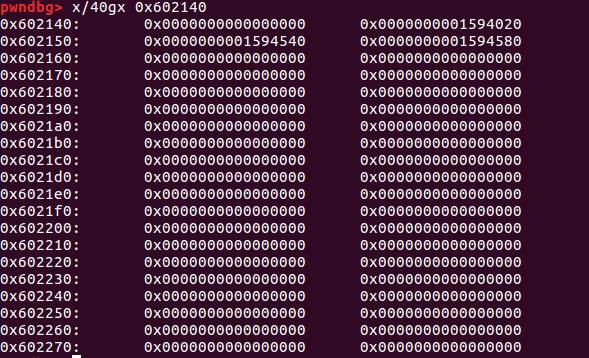 pwndbg> x/40gx 0x602140
0x602140: 0x0000000000000000 0x0000000001594020
0x602150: 0x0000000001594540 0x0000000001594580
0x602160: 0x0000000000000000 0x0000000000000000
0x602170: 0x0000000000000000 0x0000000000000000
0x602180: 0x0000000000000000 0x0000000000000000
0x602190: 0x0000000000000000 0x0000000000000000
0x6021a0: 0x0000000000000000 0x0000000000000000
0x6021b0: 0x0000000000000000 0x0000000000000000
0x6021c0: 0x0000000000000000 0x0000000000000000
0x6021d0: 0x0000000000000000 0x0000000000000000
0x6021e0: 0x0000000000000000 0x0000000000000000
0x6021f0: 0x0000000000000000 0x0000000000000000
0x602200: 0x0000000000000000 0x0000000000000000
0x602210: 0x0000000000000000 0x0000000000000000
0x602220: 0x0000000000000000 0x0000000000000000
0x602230: 0x0000000000000000 0x0000000000000000
0x602240: 0x0000000000000000 0x0000000000000000
0x602250: 0x0000000000000000 0x0000000000000000
0x602260: 0x0000000000000000 0x0000000000000000
0x602270: 0x0000000000000000 0x0000000000000000